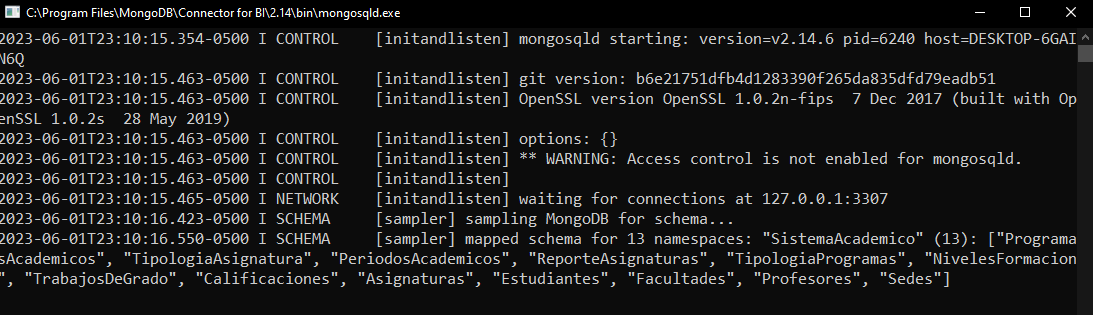 C:\Program Files\MongoDB\Connector for BI\2.14\bin\mongosqld.exe
2023-06-01T23:10:15.354-0500 I CONTROL    [initandlisten] mongosqld starting: version=v2.14.6 pid=6240 host=DESKTOP-6GAI
N6Q
2023-06-01T23:10:15.463-0500 I CONTROL    [initandlisten] git version: b6e21751dfb4d1283390f265da835dfd79eadb51
2023-06-01T23:10:15.463-0500 I CONTROL    [initandlisten] OpenSSL version OpenSSL 1.0.2n-fips  7 Dec 2017 (built with Op
enSSL 1.0.2s  28 May 2019)
2023-06-01T23:10:15.463-0500 I CONTROL    [initandlisten] options: {}
2023-06-01T23:10:15.463-0500 I CONTROL    [initandlisten] ** WARNING: Access control is not enabled for mongosqld.
2023-06-01T23:10:15.463-0500 I CONTROL    [initandlisten]
2023-06-01T23:10:15.465-0500 I NETWORK    [initandlisten] waiting for connections at 127.0.0.1:3307
2023-06-01T23:10:16.423-0500 I SCHEMA     [sampler] sampling MongoDB for schema...
2023-06-01T23:10:16.550-0500 I SCHEMA     [sampler] mapped schema for 13 namespaces: "SistemaAcademico" (13): ["Programa
sAcademicos", "TipologiaAsignatura", "PeriodosAcademicos", "ReporteAsignaturas", "TipologiaProgramas", "NivelesFormacion
", "TrabajosDeGrado", "Calificaciones", "Asignaturas", "Estudiantes", "Facultades", "Profesores", "Sedes"]